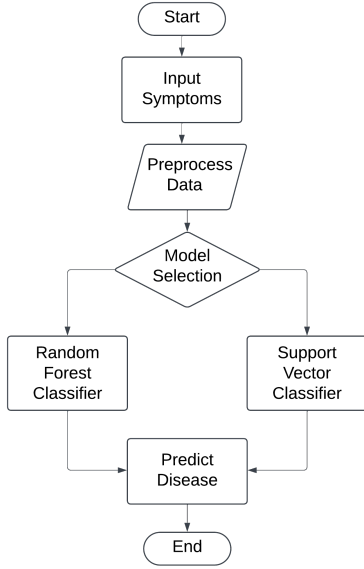 Start
Input
Symptoms
Preprocess
Data
Model
Selection
Random
Forest
Classifier
Support
Vector
Classifier
Predict
Disease
End